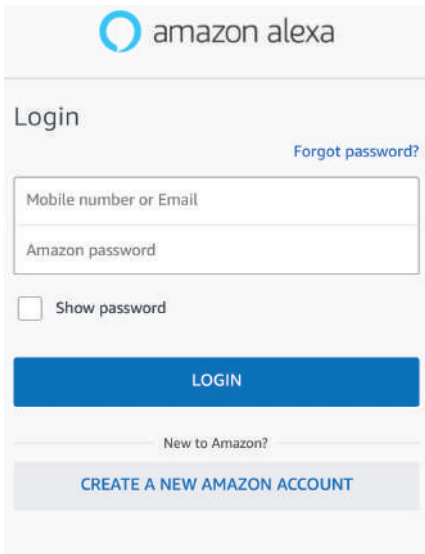 amazon alexa
Login
Forgot password?
Mobile number or Email
Amazon password
Show password
LOGIN
New to Amazon?
CREATE A NEW AMAZON ACCOUNT